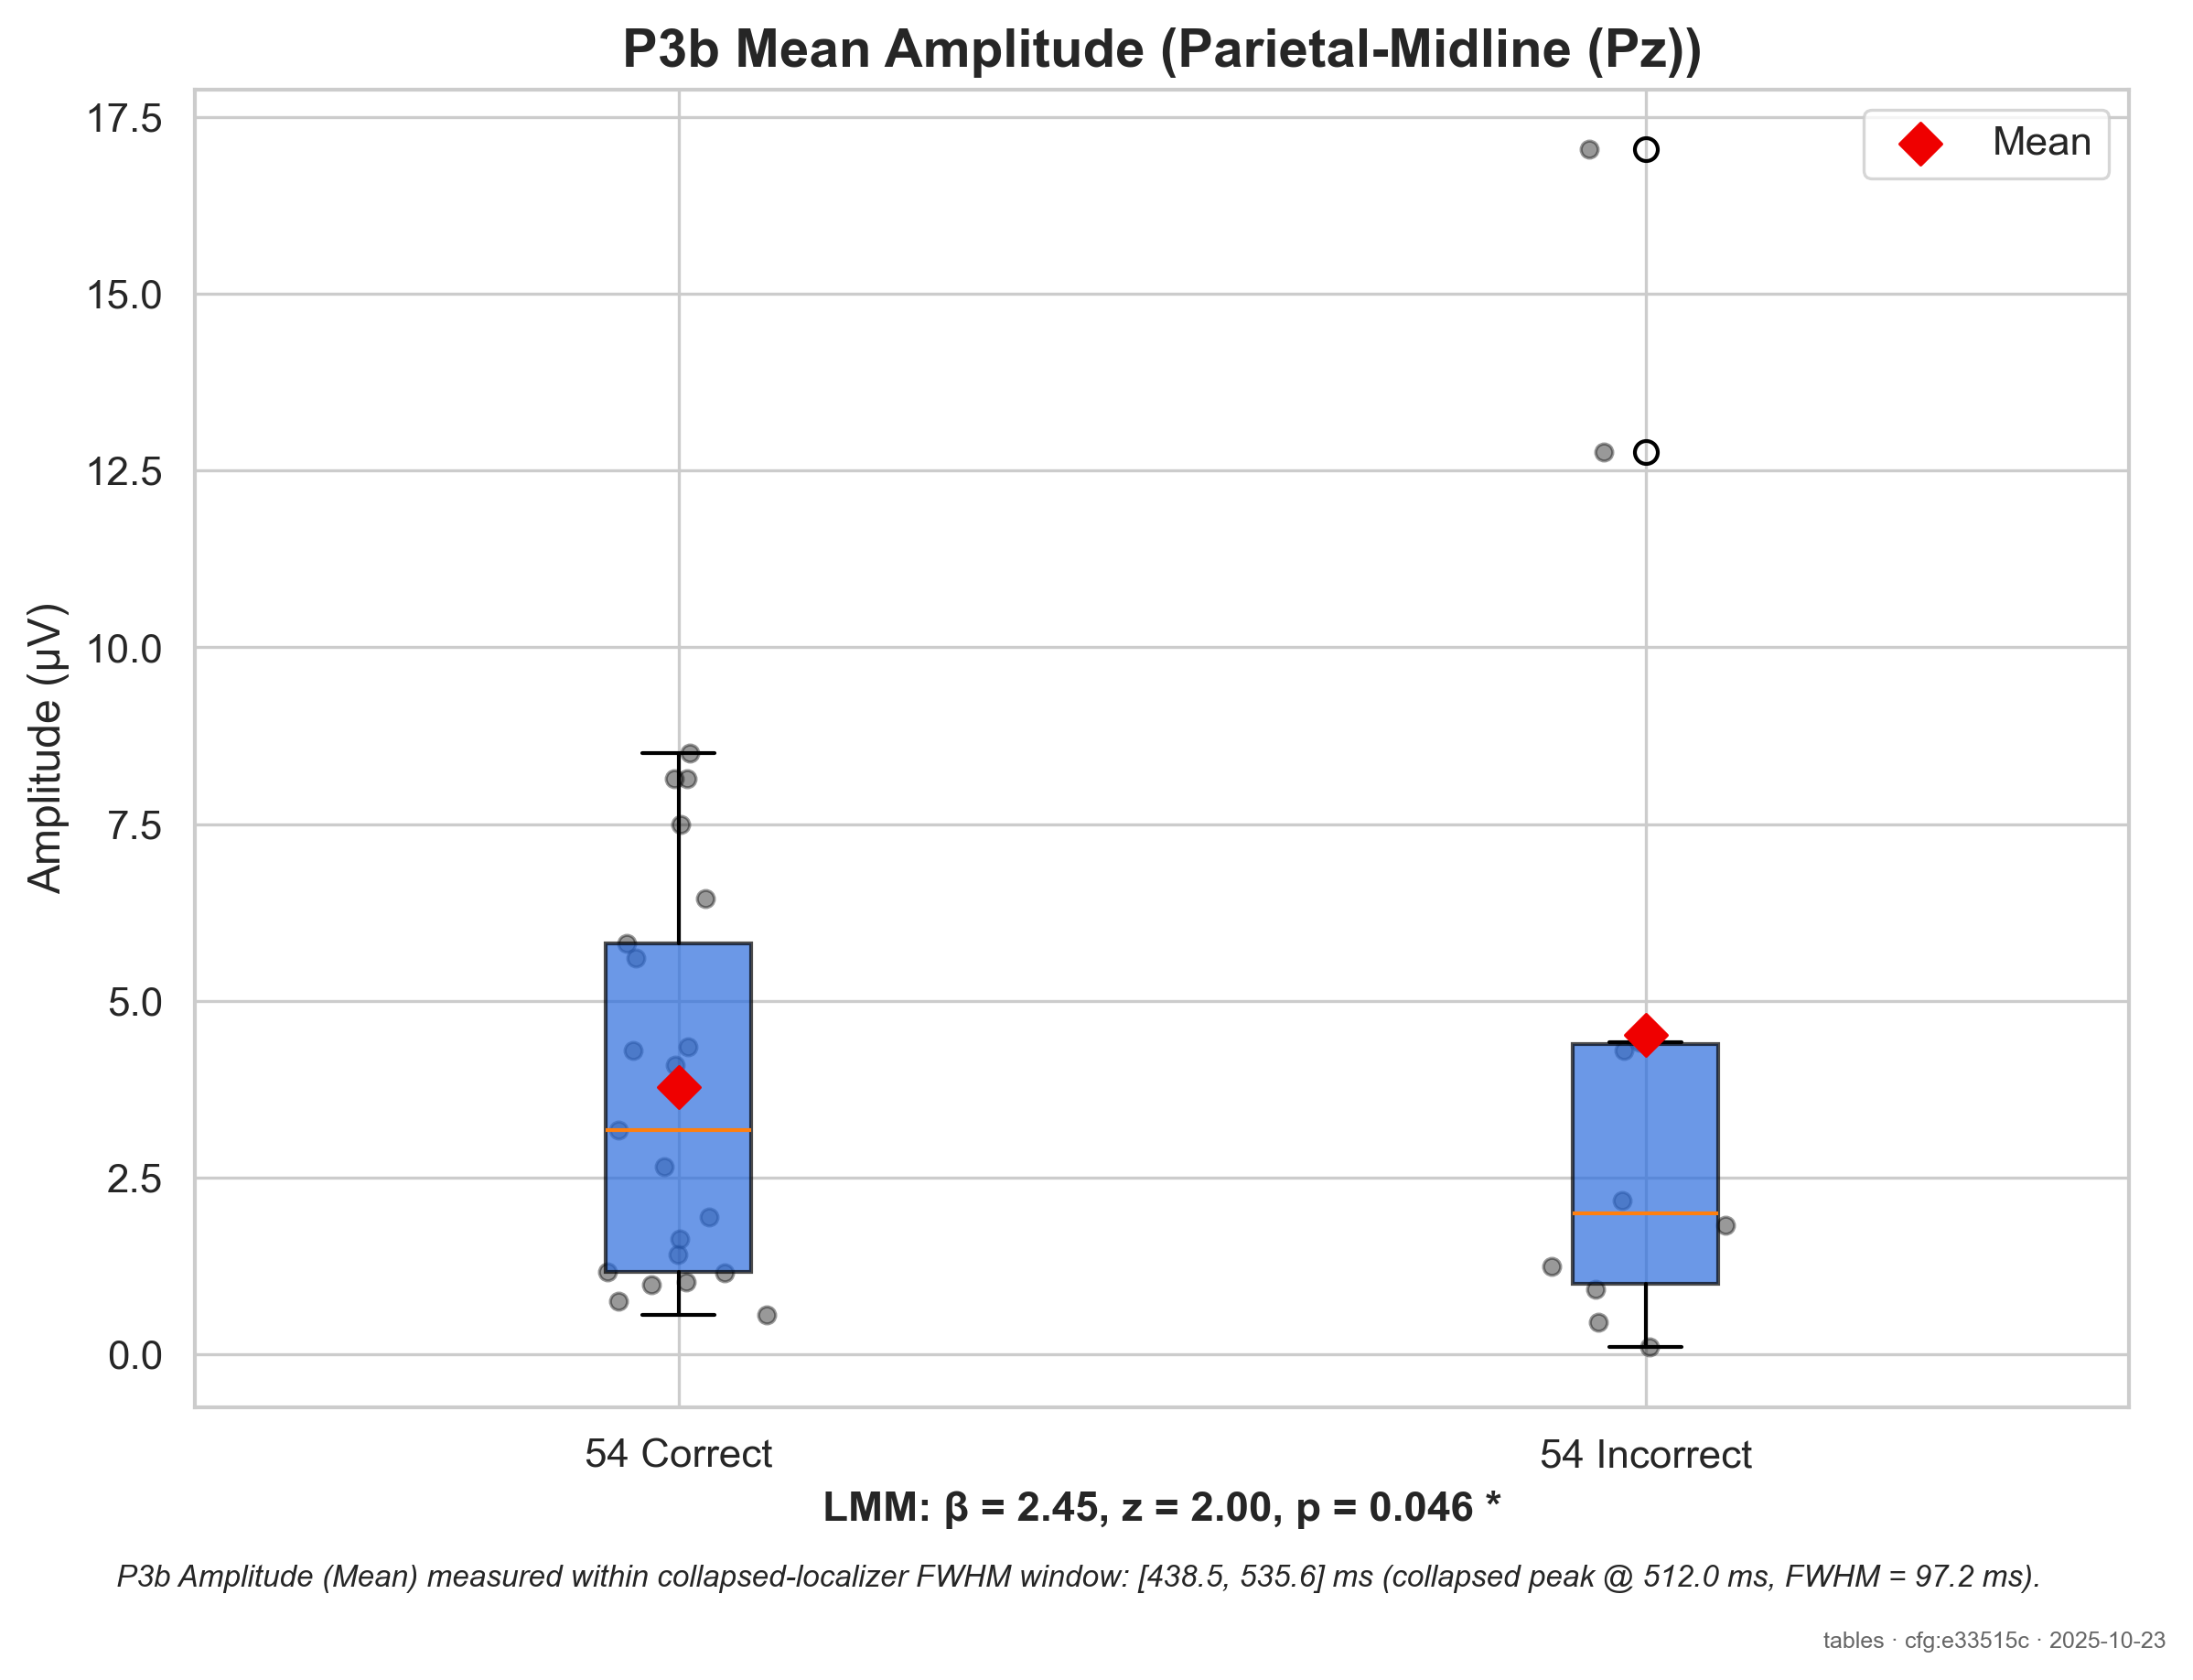 P3b Mean Amplitude (Parietal-Midline (Pz))
Mean
Amplitude (µV)
17.5
15.0
12.5
10.0
7.5
5.0
2.5
0.0
54 Correct
54 Incorrect
LMM: β = 2.45, z = 2.00, p = 0.046 *
P3b Amplitude (Mean) measured within collapsed-localizer FWHM window: [438.5, 535.6] ms (collapsed peak @ 512.0 ms, FWHM = 97.2 ms).
tables · cfg:e33515c · 2025-10-23